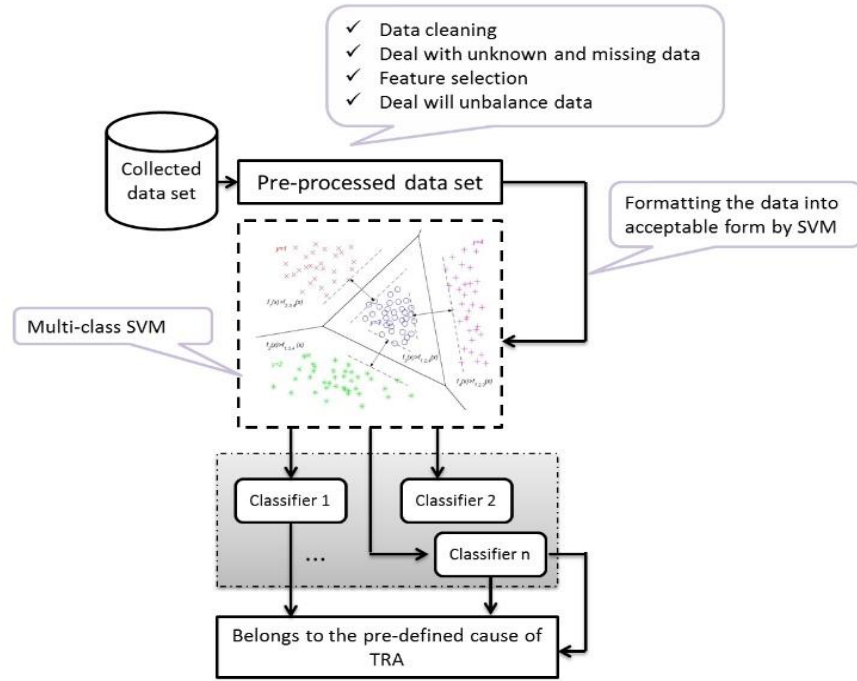 ✓ Data cleaning
✓ Deal with unknown and missing data
✓ Feature selection
✓ Deal will unbalance data
Collected
data set
Pre-processed data set
Formatting the data into
acceptable form by SVM
Multi-class SVM
Classifier 1
Classifier 2
...
Classifier n
Belongs to the pre-defined cause of
TRA